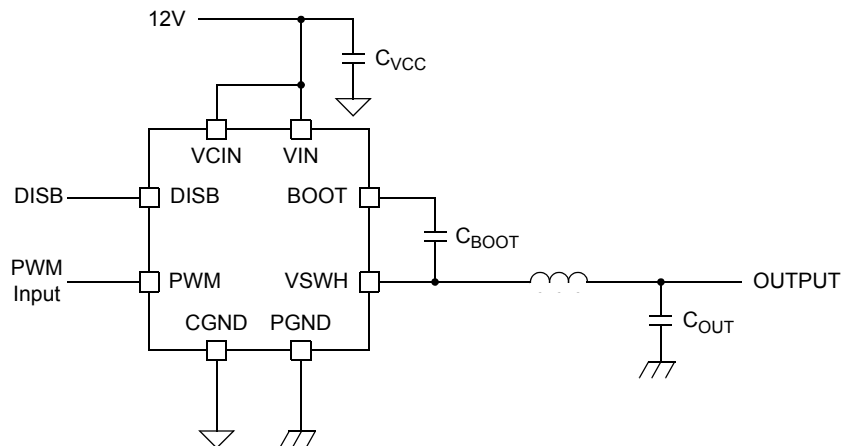 12V
CVCC
VCIN VIN
DISB DISB BOOT
CBOOT
PWM
Input
PWM VSWH OUTPUT
CGND PGND
COUT